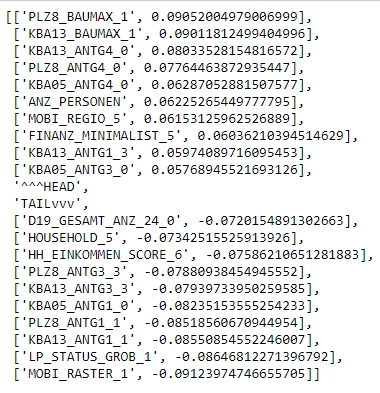 [['PLZ8_BAUMAX_1', 0.09052004979006999],
['KBA13_BAUMAX_1', 0.09011812499404996],
['KBA13_ANTG4_0', 0.08033528154816572],
['PLZ8_ANTG4_0', 0.07764463872935447],
['KBA05_ANTG4_0', 0.06287052881507577],
['ANZ_PERSONEN', 0.06225265449777795],
['MOBI_REGIO_5', 0.06153125962526889],
['FINANZ_MINIMALIST_5', 0.06036210394514629],
['KBA13_ANTG1_3', 0.05974089716095453],
['KBA05_ANTG3_0', 0.05768945521693126],
'^^^HEAD',
'TAILvvv',
['D19_GESAMT_ANZ_24_0', -0.0720154891302663],
['HOUSEHOLD_5', -0.07342515525913926],
['HH_EINKOMMEN_SCORE_6', -0.07586210651281883],
['PLZ8_ANTG3_3', -0.07880938454945552],
['KBA13_ANTG3_3', -0.07939733950259585],
['KBA05_ANTG1_0', -0.08235153555254233],
['PLZ8_ANTG1_1', -0.08518560670944954],
['KBA13_ANTG1_1', -0.08550854552246007],
['LP_STATUS_GROB_1', -0.08646812271396792],
['MOBI_RASTER_1', -0.09123974746655705]]